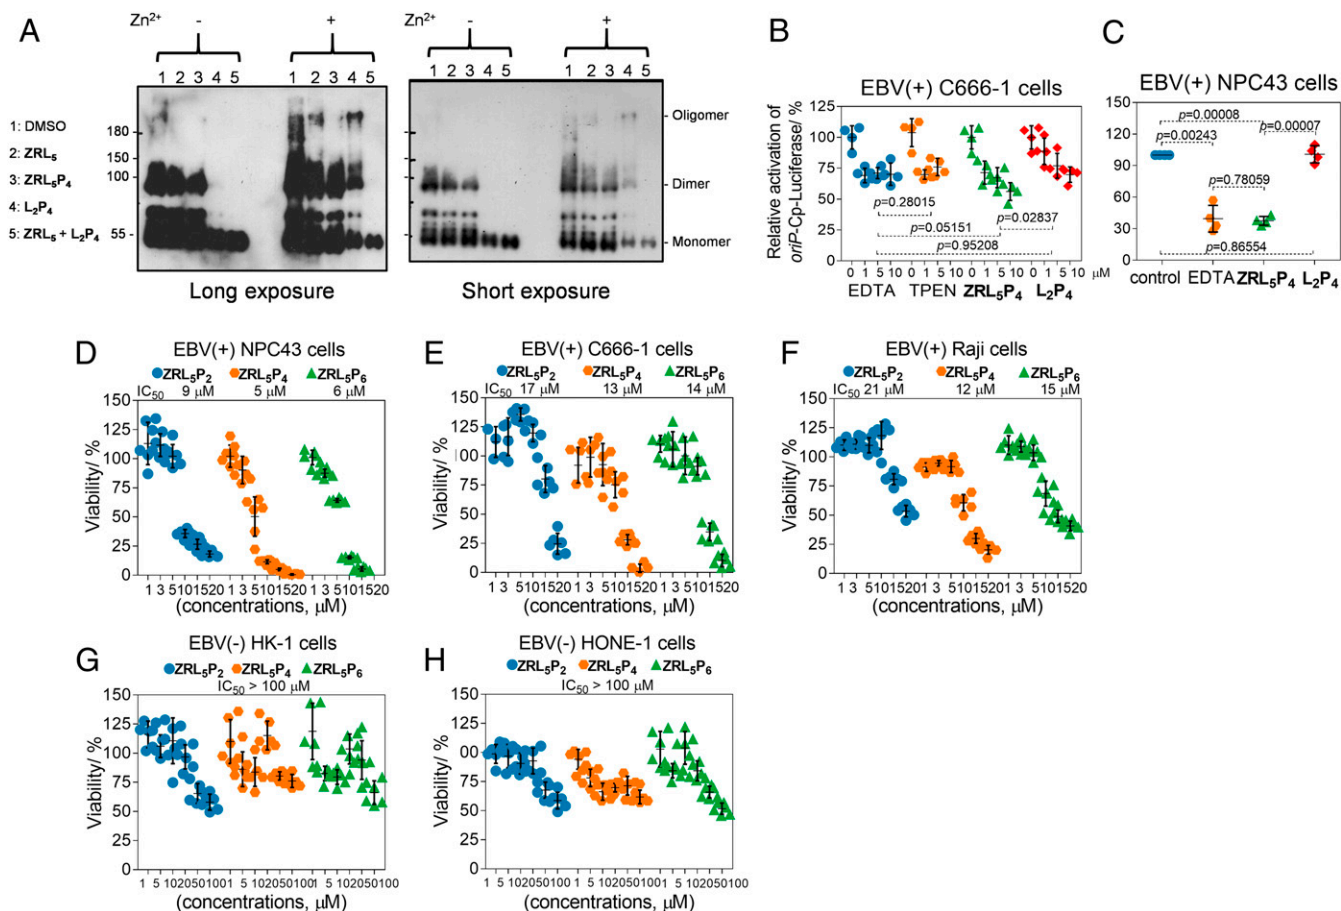 A
Zn²⁺ - +
1 2 3 4 5 1 2 3 4 5
1: DMSO
2: ZRL₅
3: ZRL₅P₄
4: L₂P₄
5: ZRL₅ + L₂P₄
180
150
100
55
Long exposure
Zn²⁺ - +
1 2 3 4 5 1 2 3 4 5
Oligomer
Dimer
Monomer
Short exposure
B
EBV(+) C666-1 cells
Relative activation of
oriP-Cp-Luciferase/ %
125
100
75
50
25
0
p=0.28015
p=0.05151
p=0.02837
p=0.95208
0 1 5 10 0 1 5 10 0 1 5 10 0 1 5 10 μM
EDTA TPEN ZRL₅P₄ L₂P₄
C
EBV(+) NPC43 cells
150
120
90
60
30
0
p=0.00008
p=0.00243
p=0.00007
p=0.78059
p=0.86554
control EDTA ZRL₅P₄ L₂P₄
D
EBV(+) NPC43 cells
ZRL₅P₂ ZRL₅P₄ ZRL₅P₆
IC₅₀ 9 μM 5 μM 6 μM
Viability/ %
150
125
100
75
50
25
0
1 3 5 10 15 20 1 3 5 10 15 20 1 3 5 10 15 20
(concentrations, μM)
E
EBV(+) C666-1 cells
ZRL₅P₂ ZRL₅P₄ ZRL₅P₆
IC₅₀ 17 μM 13 μM 14 μM
Viability/ %
150
125
100
75
50
25
0
1 3 5 10 15 20 1 3 5 10 15 20 1 3 5 10 15 20
(concentrations, μM)
F
EBV(+) Raji cells
ZRL₅P₂ ZRL₅P₄ ZRL₅P₆
IC₅₀ 21 μM 12 μM 15 μM
Viability/ %
150
125
100
75
50
25
0
1 3 5 10 15 20 1 3 5 10 15 20 1 3 5 10 15 20
(concentrations, μM)
G
EBV(-) HK-1 cells
ZRL₅P₂ ZRL₅P₄ ZRL₅P₆
IC₅₀ > 100 μM
Viability/ %
150
125
100
75
50
25
0
1 5 10 20 50 100 1 5 10 20 50 100 1 5 10 20 50 100
(concentrations, μM)
H
EBV(-) HONE-1 cells
ZRL₅P₂ ZRL₅P₄ ZRL₅P₆
IC₅₀ > 100 μM
Viability/ %
150
125
100
75
50
25
0
1 5 10 20 50 100 1 5 10 20 50 100 1 5 10 20 50 100
(concentrations, μM)